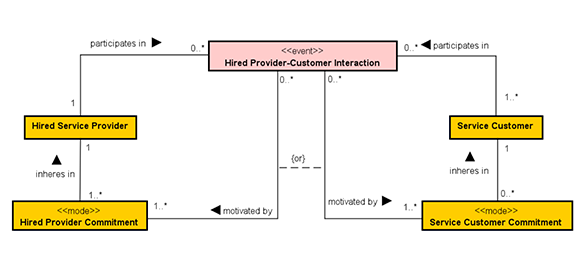 participates in
0..*
<<event>>
Hired Provider-Customer Interaction
0..*
participates in
0..*
0..*
1
1..*
Hired Service Provider
Service Customer
1
1
{or}
inheres in
inheres in
1..*
0..*
1..*
motivated by
motivated by
1..*
<<mode>>
Hired Provider Commitment
<<mode>>
Service Customer Commitment